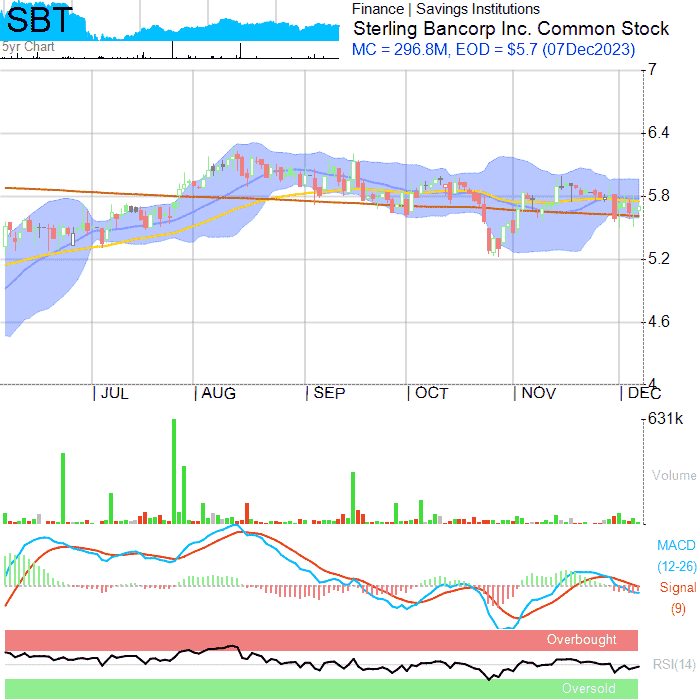 SBT
5yr Chart
Finance | Savings Institutions
Sterling Bancorp Inc. Common Stock
MC = 296.8M, EOD = $5.7 (07Dec2023)
7
6.4
5.8
5.2
4.6
4
JUL AUG SEP OCT NOV DEC
631k
Volume
MACD
(12-26)
Signal
(9)
Overbought
RSI(14)
Oversold